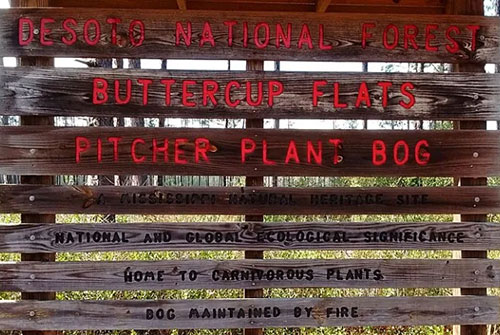 DESOTO NATIONAL FOREST
BUTTERCUP FLATS
PITCHER PLANT BOG
A MISSISSIPPI NATURAL HERITAGE SITE
NATIONAL AND GLOBAL ECOLOGICAL SIGNIFICANCE
HOME TO CARNIVOROUS PLANTS
BOG MAINTAINED BY FIRE